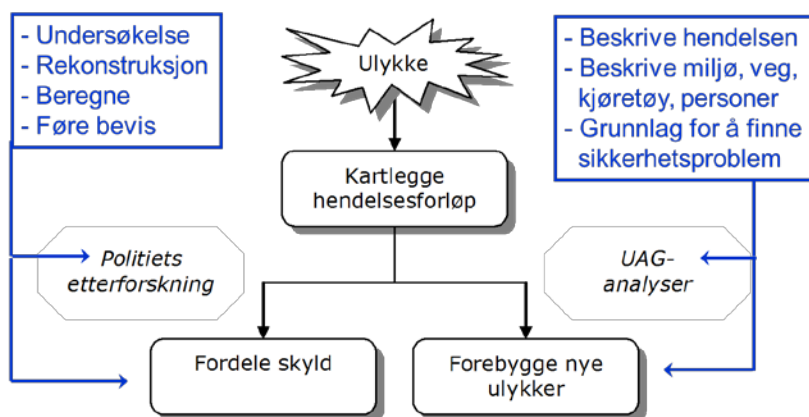 - Undersøkelse
- Rekonstruksjon
- Beregne
- Føre bevis
Ulykke
- Beskrive hendelsen
- Beskrive miljø, veg,
kjøretøy, personer
- Grunnlag for å finne
sikkerhetsproblem
Kartlegge
hendelsesforløp
Politiets
etterforskning
UAG-
analyser
Fordele skyld
Forebygge nye
ulykker